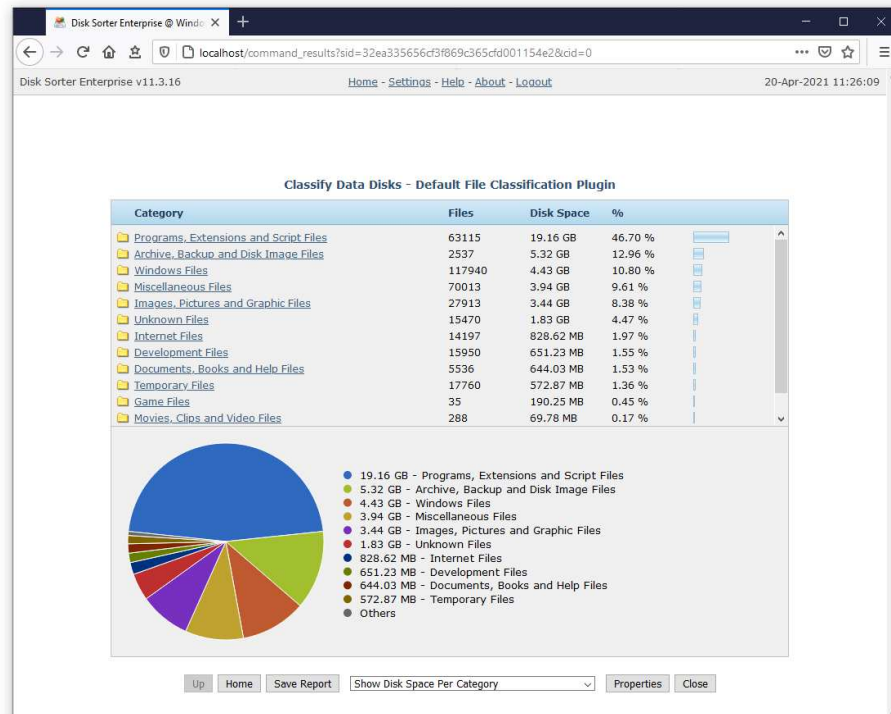 Disk Sorter Enterprise @ Windo
localhost/command_results?sid=32ea335656cf3f869c365cfd001154e2&cid=0
Disk Sorter Enterprise v11.3.16 Home - Settings - Help - About - Logout 20-Apr-2021 11:26:09
Classify Data Disks - Default File Classification Plugin
Category Files Disk Space %
Programs, Extensions and Script Files 63115 19.16 GB 46.70 %
Archive, Backup and Disk Image Files 2537 5.32 GB 12.96 %
Windows Files 117940 4.43 GB 10.80 %
Miscellaneous Files 70013 3.94 GB 9.61 %
Images, Pictures and Graphic Files 27913 3.44 GB 8.38 %
Unknown Files 15470 1.83 GB 4.47 %
Internet Files 14197 828.62 MB 1.97 %
Development Files 15950 651.23 MB 1.55 %
Documents, Books and Help Files 5536 644.03 MB 1.53 %
Temporary Files 17760 572.87 MB 1.36 %
Game Files 35 190.25 MB 0.45 %
Movies, Clips and Video Files 288 69.78 MB 0.17 %
19.16 GB - Programs, Extensions and Script Files
5.32 GB - Archive, Backup and Disk Image Files
4.43 GB - Windows Files
3.94 GB - Miscellaneous Files
3.44 GB - Images, Pictures and Graphic Files
1.83 GB - Unknown Files
828.62 MB - Internet Files
651.23 MB - Development Files
644.03 MB - Documents, Books and Help Files
572.87 MB - Temporary Files
Others
Up Home Save Report Show Disk Space Per Category Properties Close